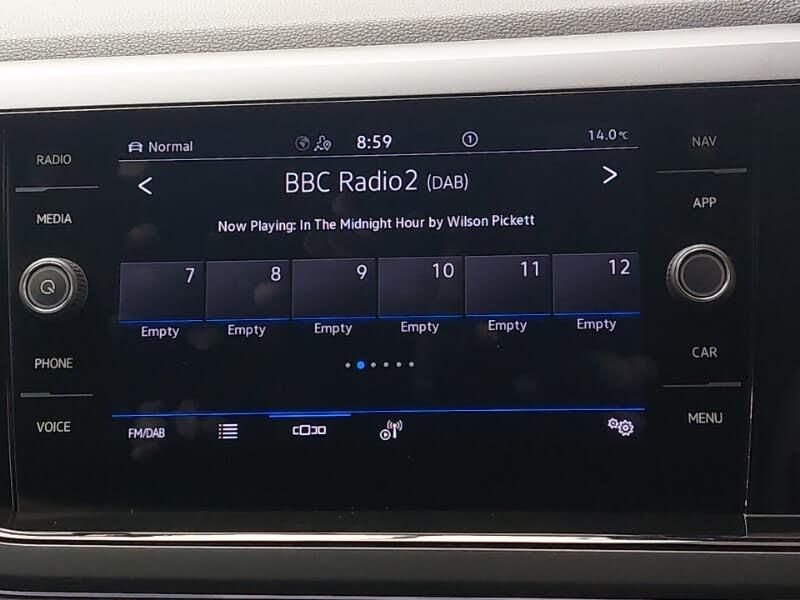 RADIO
MEDIA
PHONE
VOICE
Normal 8:59 1 14.0°C
< BBC Radio2 (DAB) >
Now Playing: In The Midnight Hour by Wilson Pickett
7 8 9 10 11 12
Empty Empty Empty Empty Empty Empty
FM/DAB
NAV
APP
CAR
MENU